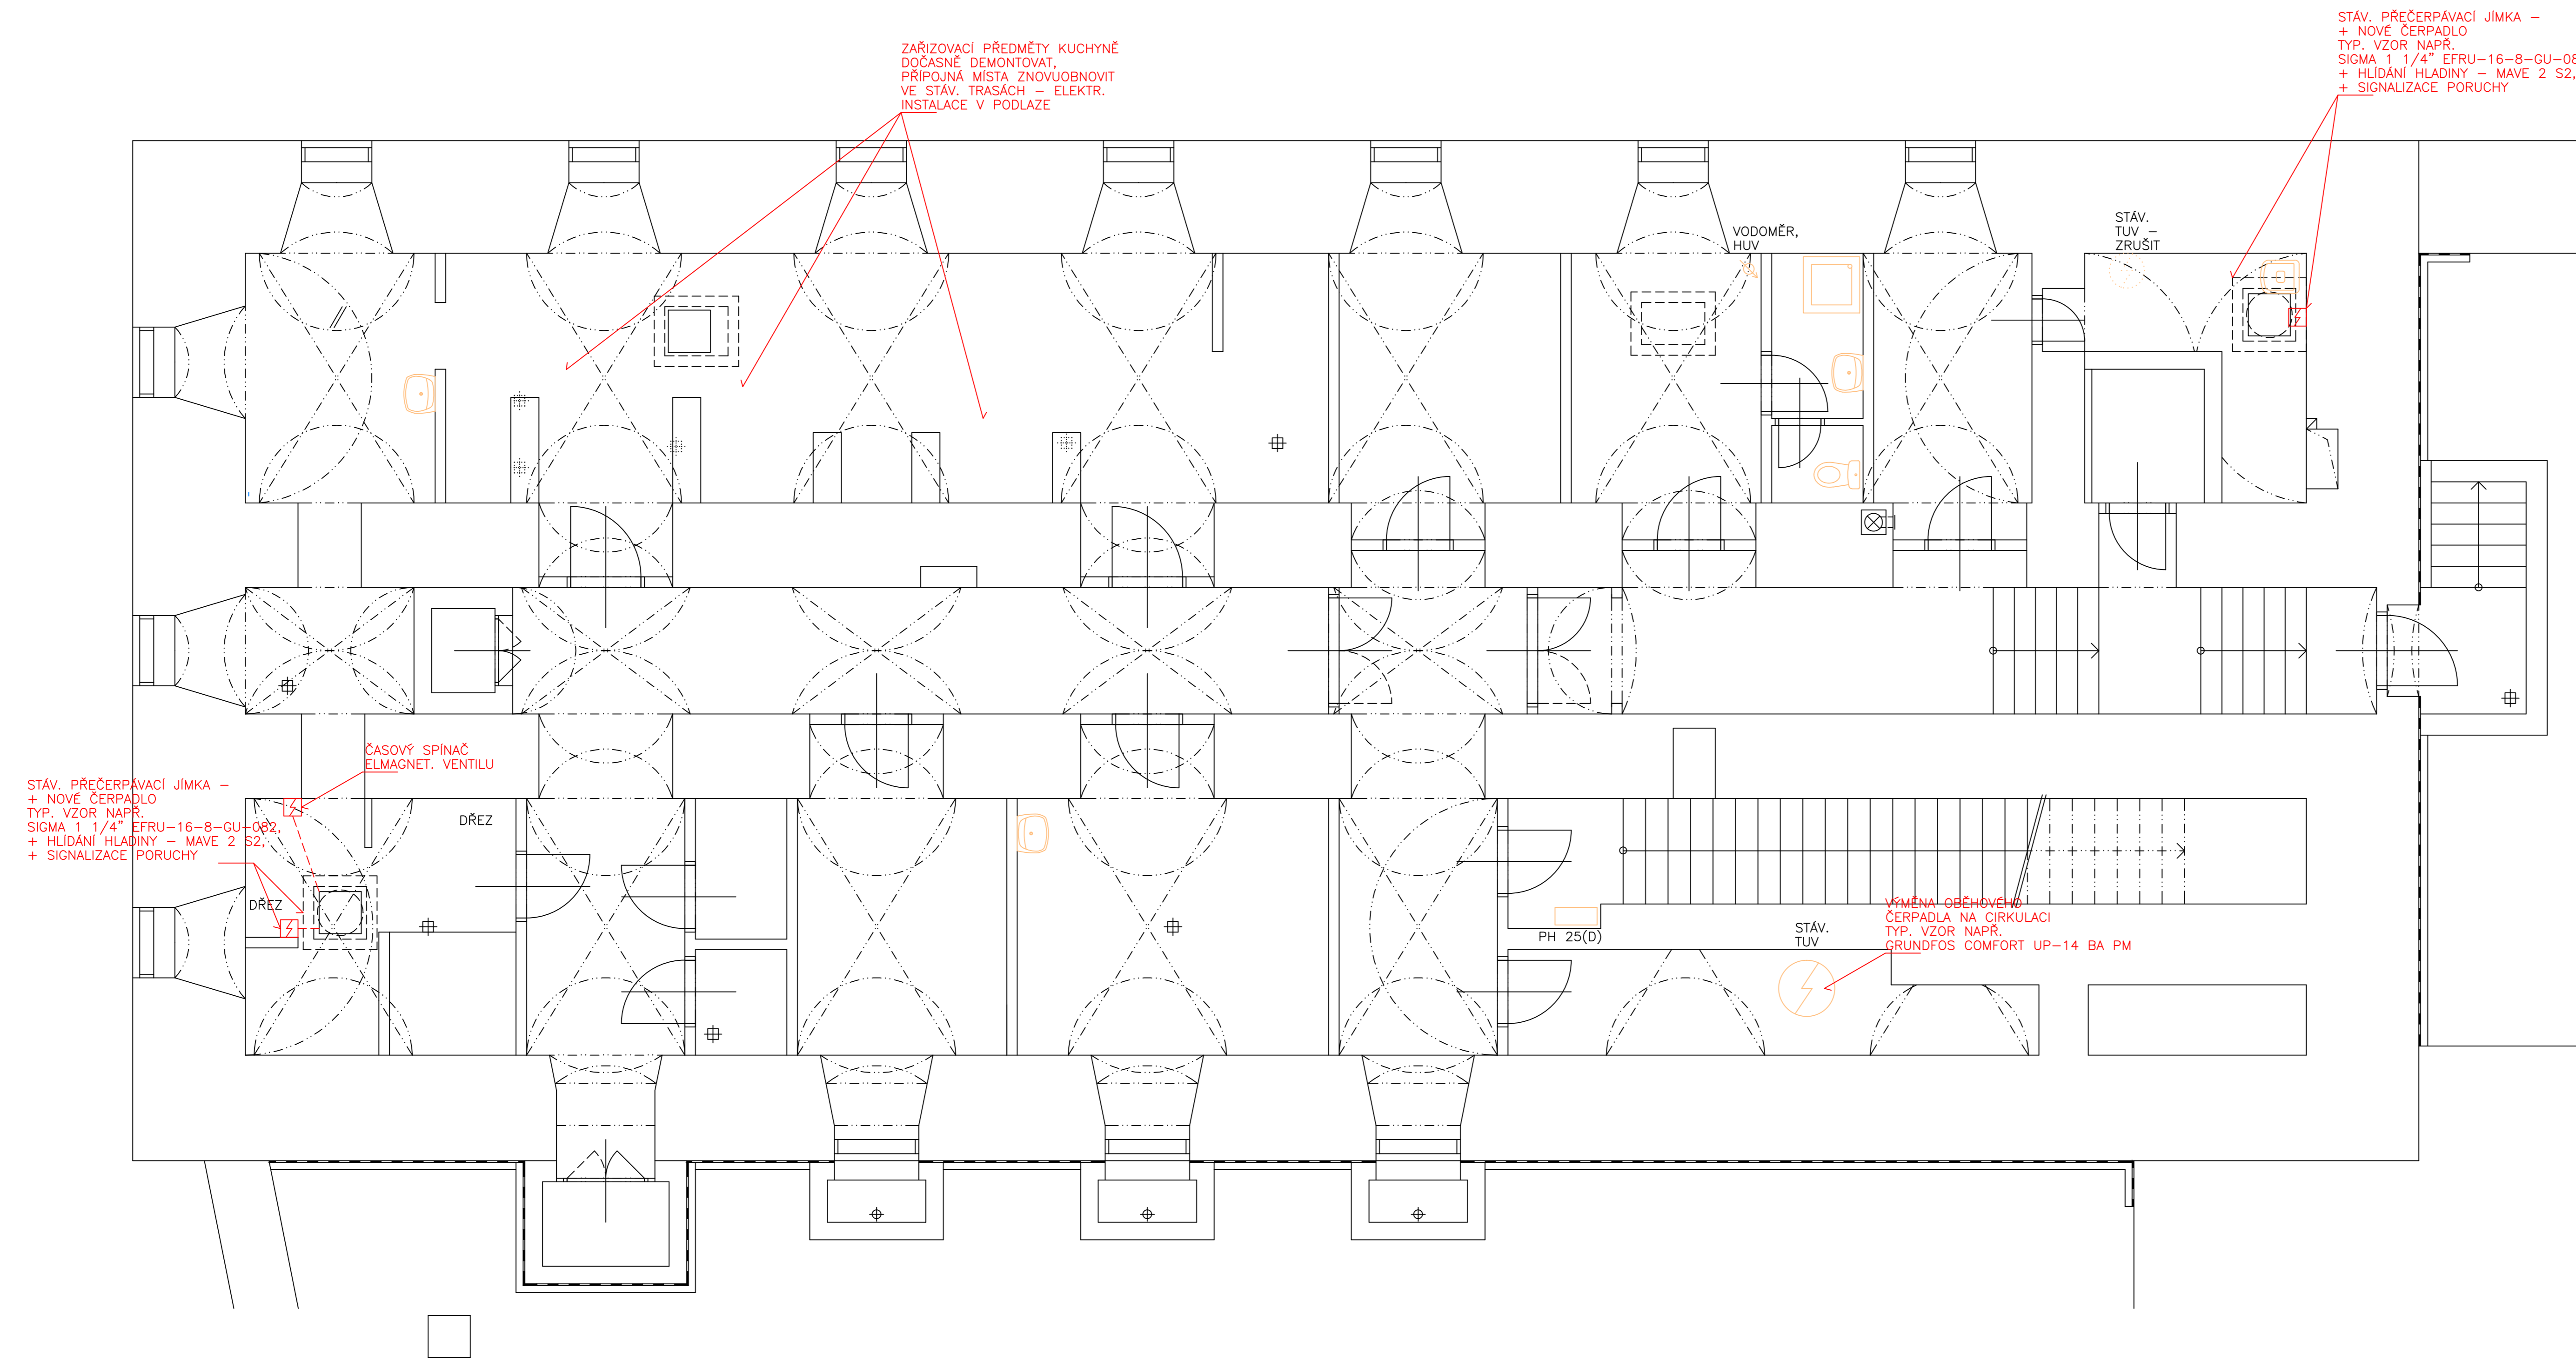 STÁV. PŘEČERPÁVACÍ JÍMKA –
+ NOVÉ ČERPADLO
TYP. VZOR NAPŘ.
SIGMA 1 1/4" EFRU–16–8–GU–08
+ HLÍDÁNÍ HLADINY – MAVE 2 S2,
+ SIGNALIZACE PORUCHY
ZAŘIZOVACÍ PŘEDMĚTY KUCHYNĚ
DOČASNĚ DEMONTOVAT,
PŘÍPOJNÁ MÍSTA ZNOVUOBNOVIT
VE STÁV. TRASÁCH – ELEKTR.
INSTALACE V PODLAZE
VODOMĚR,
HUV
STÁV.
TUV –
ZRUŠIT
ČASOVÝ SPÍNAČ
ELMAGNET. VENTILU
STÁV. PŘEČERPÁVACÍ JÍMKA –
+ NOVÉ ČERPADLO
TYP. VZOR NAPŘ.
SIGMA 1 1/4" EFRU–16–8–GU–082,
+ HLÍDÁNÍ HLADINY – MAVE 2 S2,
+ SIGNALIZACE PORUCHY
DŘEZ
DŘEZ
PH 25(D)
STÁV.
TUV
VÝMĚNA OBĚHOVÉHO
ČERPADLA NA CIRKULACI
TYP. VZOR NAPŘ.
GRUNDFOS COMFORT UP–14 BA PM